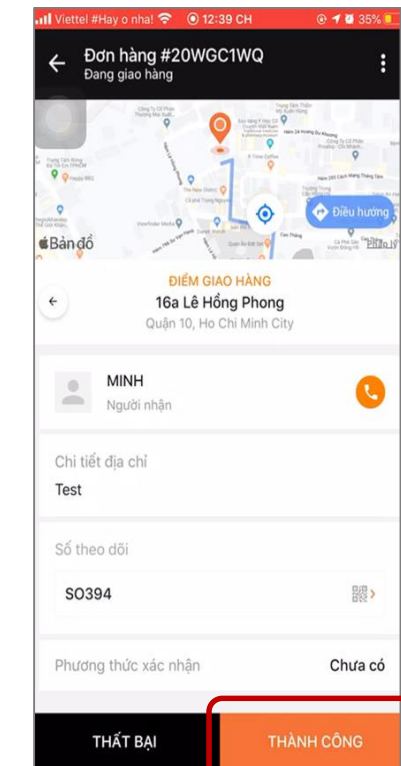 Viettel #Hay o nha! 12:39 CH 35%
Đơn hàng #20WGC1WQ
Đang giao hàng
Điều hướng
Bản đồ
Pháp lý
ĐIỂM GIAO HÀNG
16a Lê Hồng Phong
Quận 10, Ho Chi Minh City
MINH
Người nhận
Chi tiết địa chỉ
Test
Số theo dõi
SO394
Phương thức xác nhận Chưa có
THẤT BẠI THÀNH CÔNG